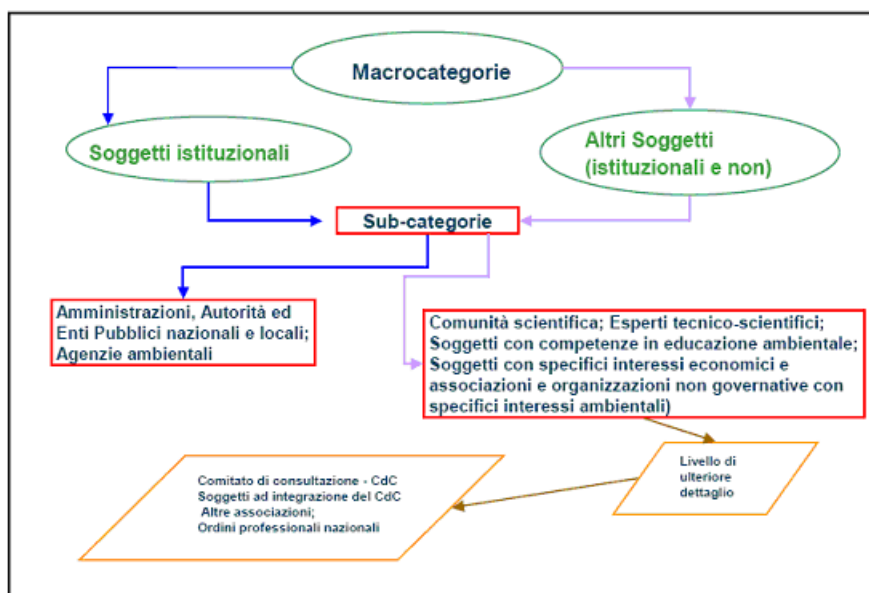 Macrocategorie
Soggetti istituzionali
Altri Soggetti
(istituzionali e non)
Sub-categorie
Amministrazioni, Autorità ed
Enti Pubblici nazionali e locali;
Agenzie ambientali
Comunità scientifica; Esperti tecnico-scientifici;
Soggetti con competenze in educazione ambientale;
Soggetti con specifici interessi economici e
associazioni e organizzazioni non governative con
specifici interessi ambientali)
Livello di
ulteriore
dettaglio
Comitato di consultazione - CdC
Soggetti ad integrazione del CdC
Altre associazioni;
Ordini professionali nazionali